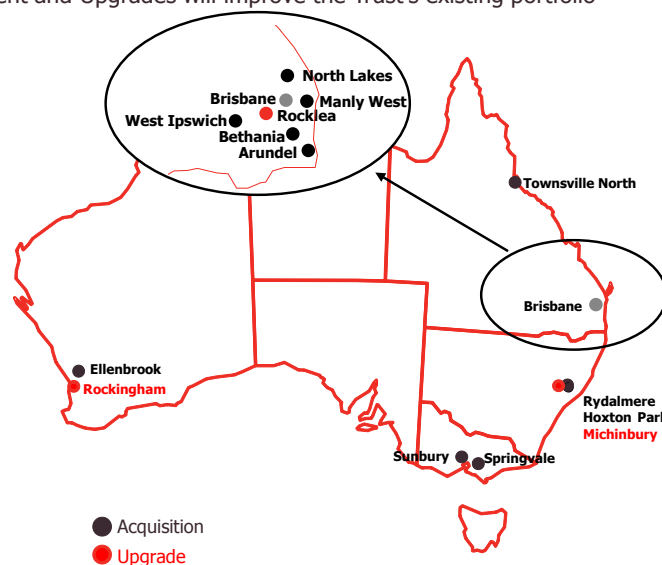 ent and Upgrades will improve the Trust's existing portfolio
North Lakes
Brisbane
Manly West
West Ipswich
Rocklea
Bethania
Arundel
Townsville North
Brisbane
Ellenbrook
Rockingham
Rydalmere
Hoxton Park
Michinbury
Sunbury
Springvale
Acquisition
Upgrade